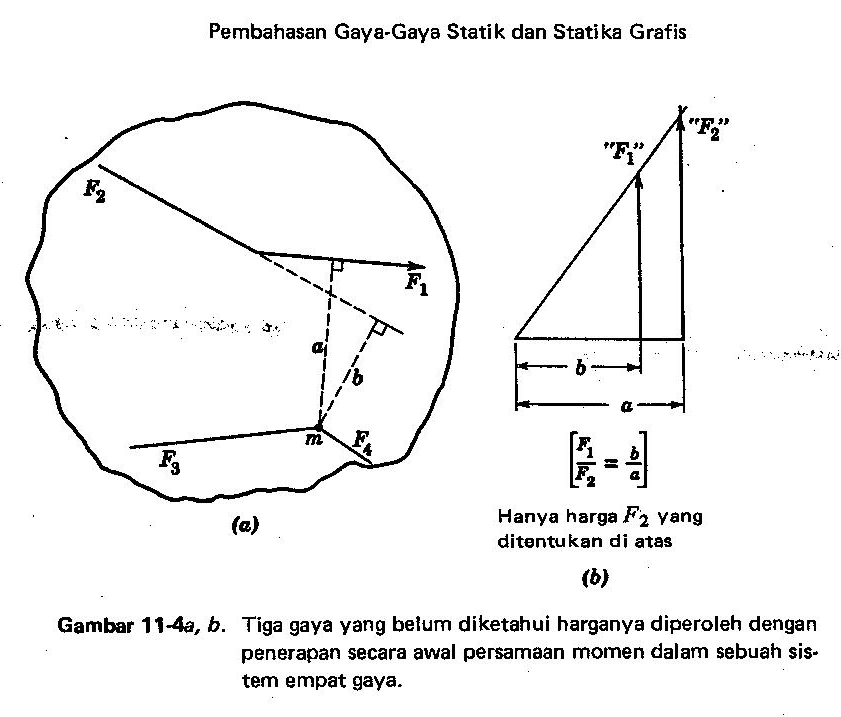 Pembahasan Gaya-Gaya Statik dan Statika Grafis
F₂
F₁
a
b
m
F₃
F₄
(a)
"F₁"
"F₂"
b
a
[F₁/F₂ = b/a]
Hanya harga F₂ yang
ditentukan di atas
(b)
Gambar 11-4a, b. Tiga gaya yang belum diketahui harganya diperoleh dengan
penerapan secara awal persamaan momen dalam sebuah sis-
tem empat gaya.